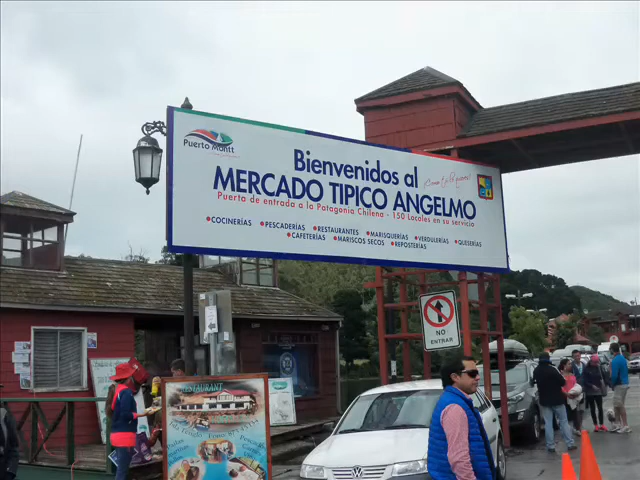 Puerto Montt
Bienvenidos al
MERCADO TIPICO ANGELMO
Puerta de entrada a la Patagonia Chilena - 150 Locales en su servicio
•COCINERÍAS •PESCADERÍAS •RESTAURANTES •MARISQUERÍAS •VERDULERÍAS •QUESERÍAS
•CAFETERÍAS •MARISCOS SECOS •REPOSTERÍAS
NO
ENTRAR
RESTAURANT